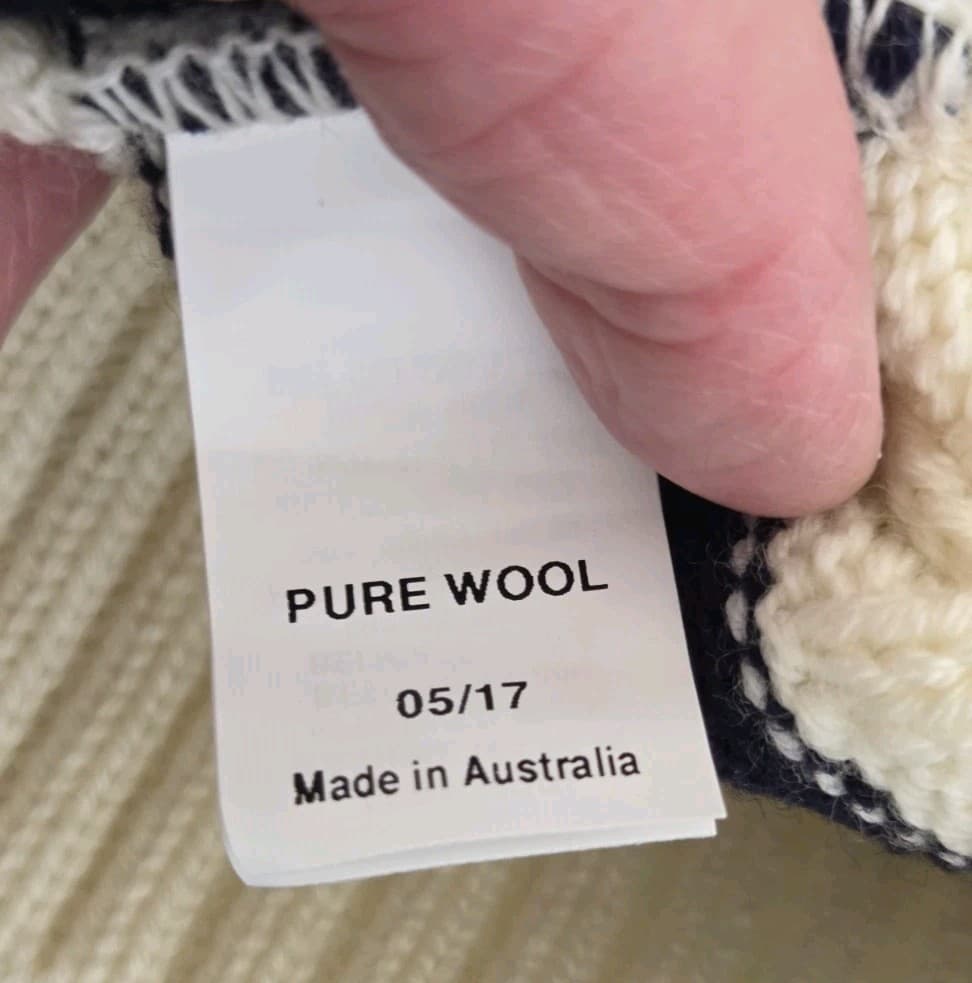 PURE WOOL
05/17
Made in Australia